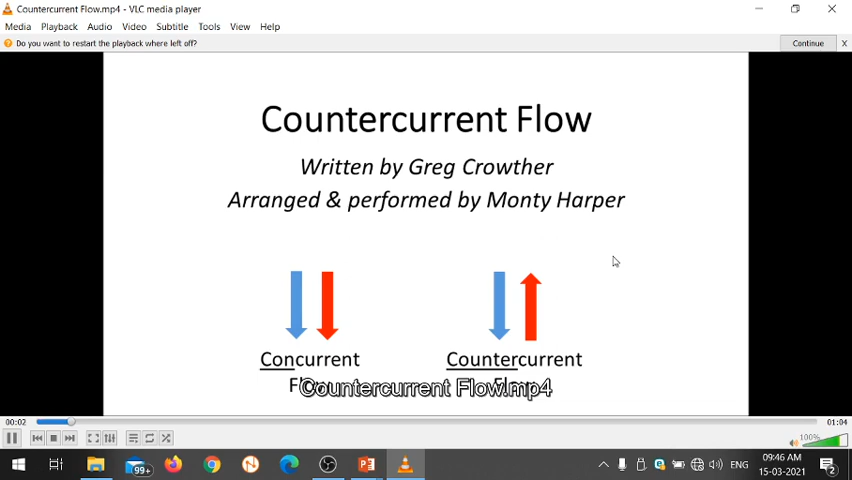 Countercurrent Flow.mp4 - VLC media player
Media Playback Audio Video Subtitle Tools View Help
Do you want to restart the playback where left off?
Continue
X
Countercurrent Flow
Written by Greg Crowther
Arranged & performed by Monty Harper
Concurrent
Flow
Countercurrent
Flow
Countercurrent Flow.mp4
00:02
01:04
100%
99+
N
P
ENG
09:46 AM
15-03-2021
2